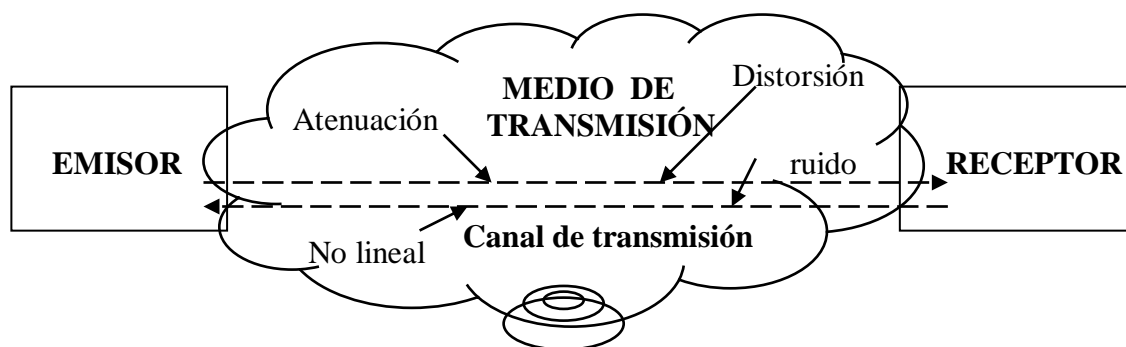 Distorsión
MEDIO DE
Atenuación
TRANSMISIÓN
EMISOR
ruido
RECEPTOR
Canal de transmisión
No lineal